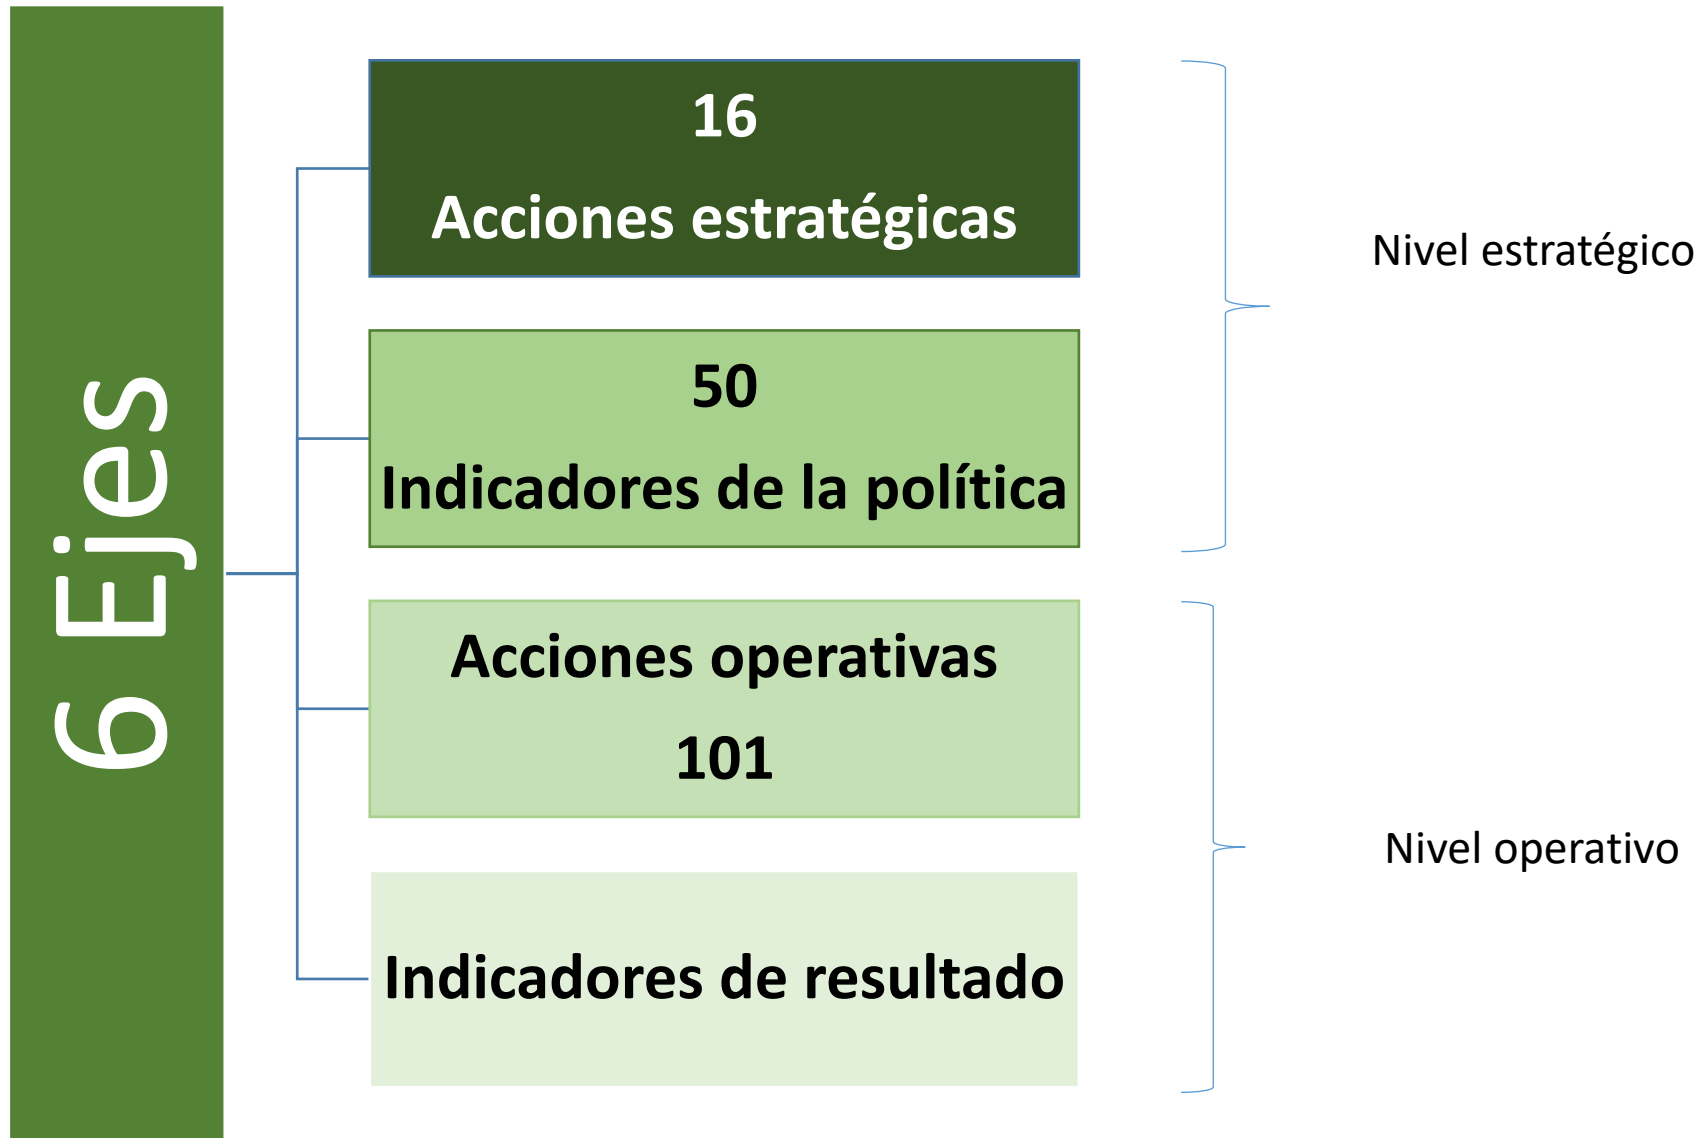 6 Ejes
16
Acciones estratégicas
50
Indicadores de la política
Acciones operativas
101
Indicadores de resultado
Nivel estratégico
Nivel operativo